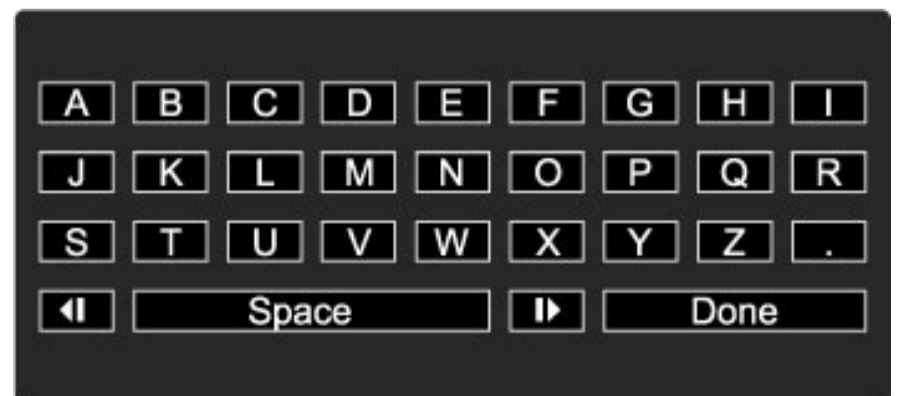 A B C D E F G H I
J K L M N O P Q R
S T U V W X Y Z .
Space Done